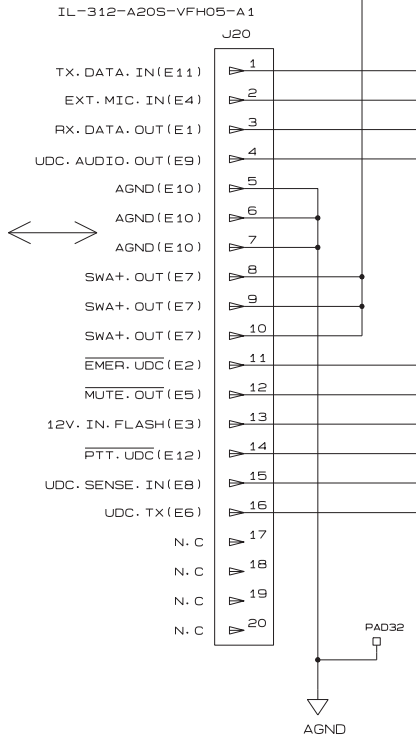 IL-312-A20S-VFH05-A1
J20
TX.DATA.IN(E11) 1
EXT.MIC.IN(E4) 2
RX.DATA.OUT(E1) 3
UDC.AUDIO.OUT(E9) 4
AGND(E10) 5
AGND(E10) 6
AGND(E10) 7
SWA+.OUT(E7) 8
SWA+.OUT(E7) 9
SWA+.OUT(E7) 10
EMER.UDC(E2) 11
MUTE.OUT(E5) 12
12V.IN.FLASH(E3) 13
PTT.UDC(E12) 14
UDC.SENSE.IN(E8) 15
UDC.TX(E6) 16
N.C 17
N.C 18
N.C 19
N.C 20
PAD32
AGND